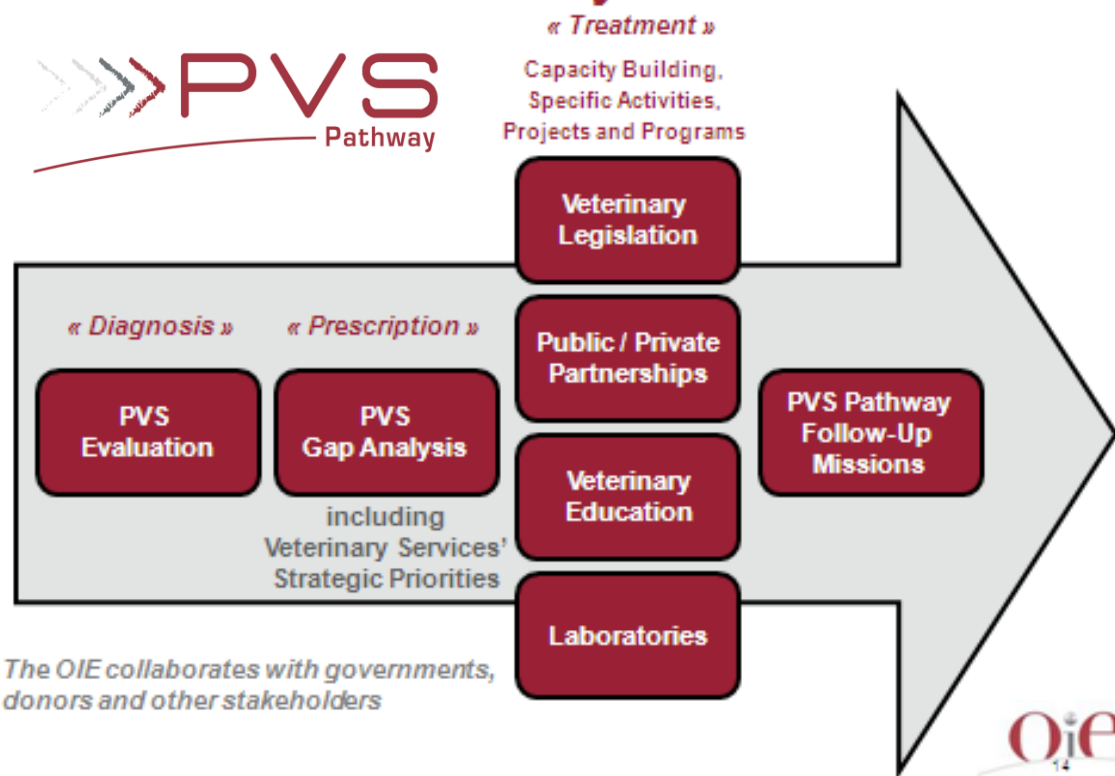 « Treatment »
Capacity Building,
Specific Activities,
Projects and Programs
PVS
Pathway
Veterinary
Legislation
« Diagnosis »
« Prescription »
PVS
Evaluation
PVS
Gap Analysis
including
Veterinary Services’
Strategic Priorities
Public / Private
Partnerships
Veterinary
Education
Laboratories
PVS Pathway
Follow-Up
Missions
The OIE collaborates with governments,
donors and other stakeholders
Oie
14